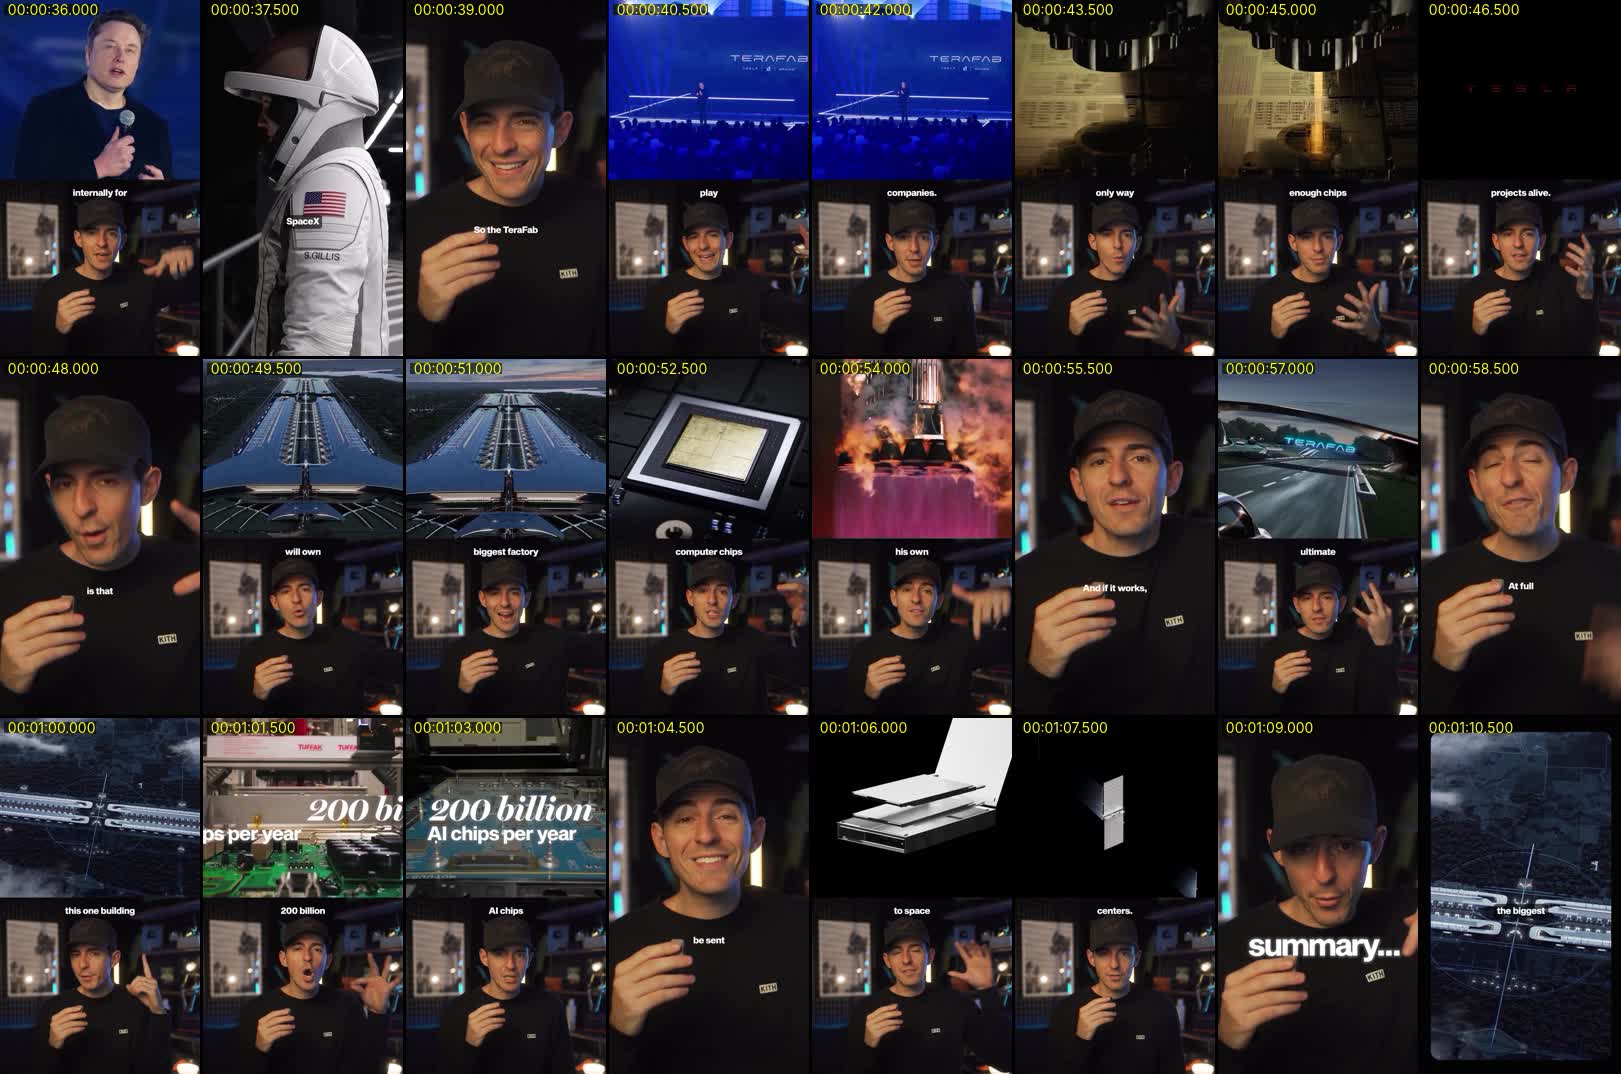 00:00:36.000
internally for
00:00:37.500
SpaceX
S.GILLIS
00:00:39.000
So the TeraFab
KITH
00:00:40.500
TERAFAB
play
00:00:42.000
TERAFAB
companies.
00:00:43.500
only way
00:00:45.000
enough chips
00:00:46.500
TESLA
projects alive.
00:00:48.000
is that
KITH
00:00:49.500
will own
00:00:51.000
biggest factory
00:00:52.500
computer chips
00:00:54.000
his own
00:00:55.500
And if it works,
KITH
00:00:57.000
TERAFAB
ultimate
00:00:58.500
At full
KITH
00:01:00.000
this one building
00:01:01.500
TUFFAK
200 bi
ps per year
200 billion
00:01:03.000
200 billion
AI chips per year
AI chips
00:01:04.500
be sent
KITH
00:01:06.000
to space
00:01:07.500
centers.
00:01:09.000
summary...
KITH
00:01:10.500
the biggest